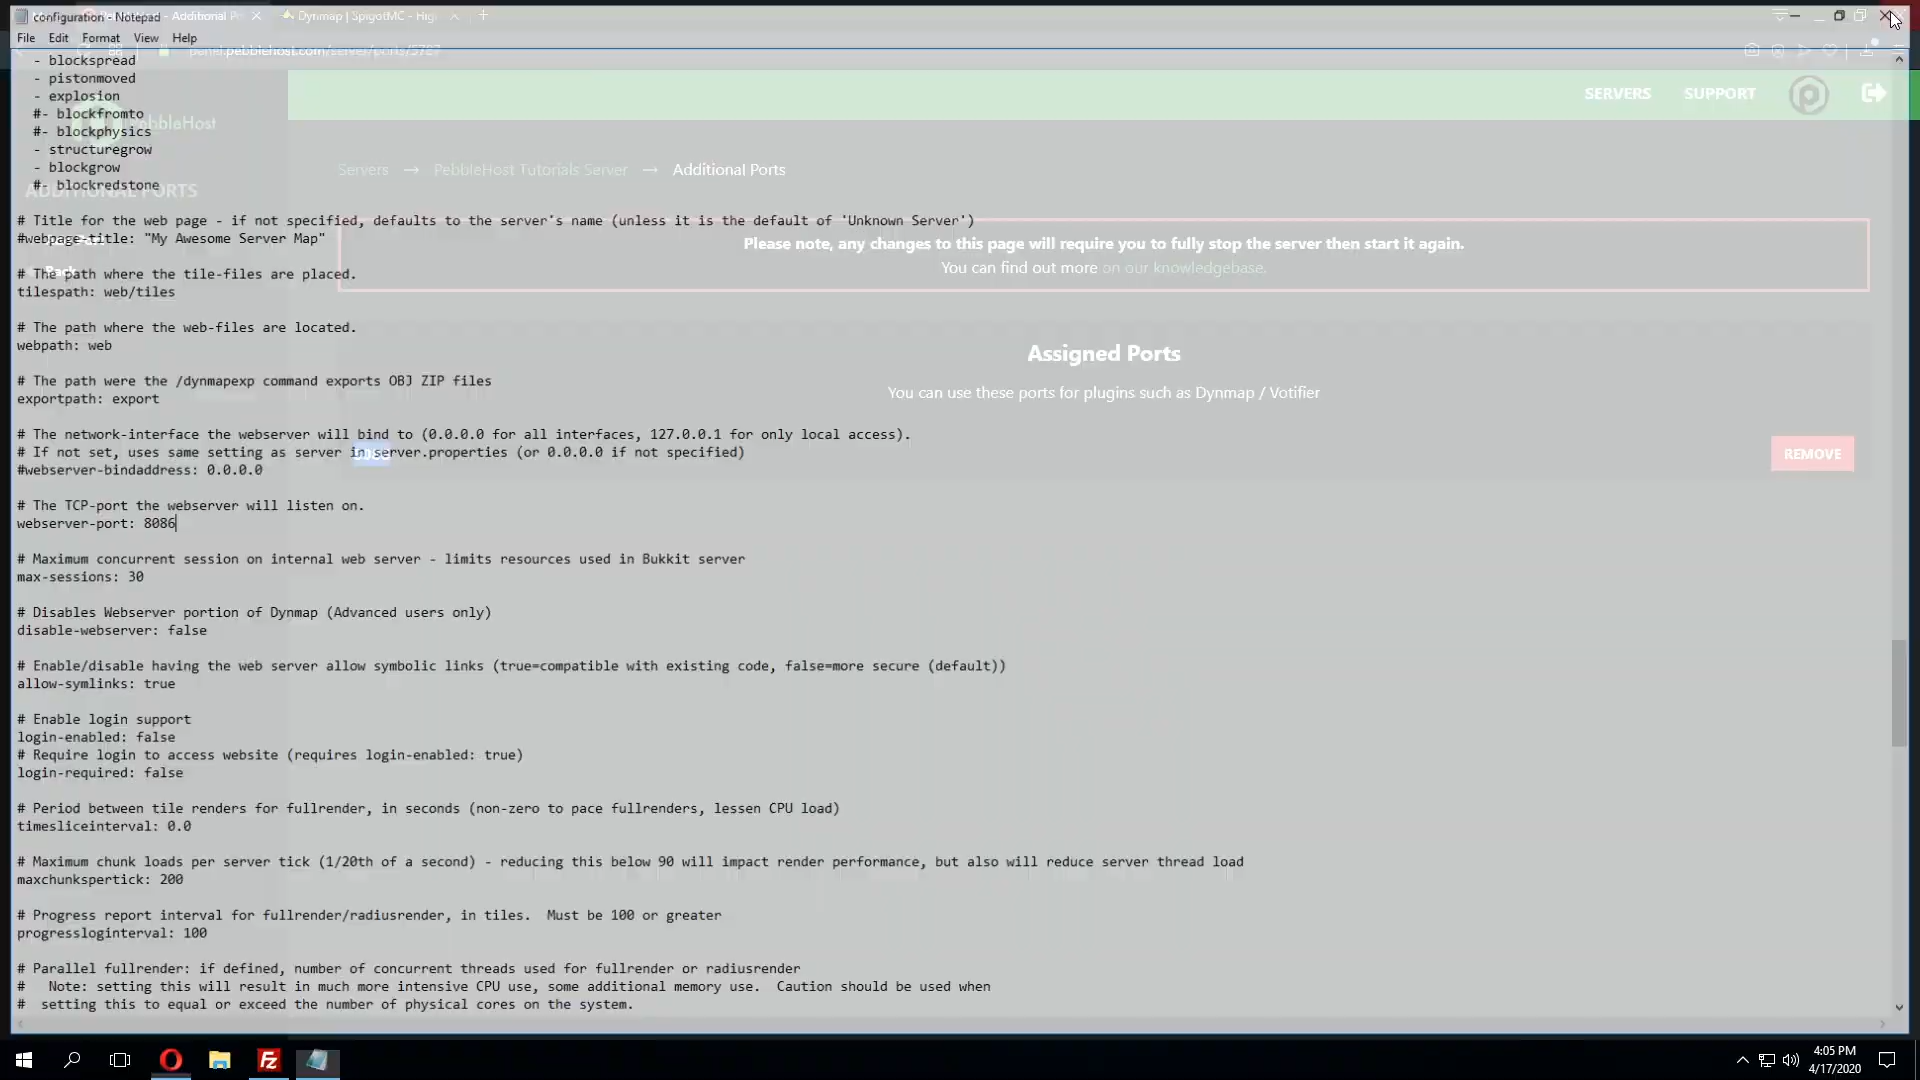 configuration - Notepad
- Additional P
Dynmap | SpigotMC - Hig
File Edit Format View Help
panel.pebblehost.com/server/ports/5787
- blockspread
- pistonmoved
- explosion
#- blockfromto
#- blockphysics
- structuregrow
- blockgrow
#- blockredstone
PebbleHost
SERVERS
SUPPORT
Servers → PebbleHost Tutorials Server → Additional Ports
ADDITIONAL PORTS
# Title for the web page - if not specified, defaults to the server's name (unless it is the default of 'Unknown Server')
#webpage-title: "My Awesome Server Map"
Please note, any changes to this page will require you to fully stop the server then start it again.
You can find out more on our knowledgebase.
Back
# The path where the tile-files are placed.
tilespath: web/tiles
# The path where the web-files are located.
webpath: web
Assigned Ports
You can use these ports for plugins such as Dynmap / Votifier
# The path were the /dynmapexp command exports OBJ ZIP files
exportpath: export
# The network-interface the webserver will bind to (0.0.0.0 for all interfaces, 127.0.0.1 for only local access).
# If not set, uses same setting as server in server.properties (or 0.0.0.0 if not specified)
#webserver-bindaddress: 0.0.0.0
REMOVE
# The TCP-port the webserver will listen on.
webserver-port: 8086
# Maximum concurrent session on internal web server - limits resources used in Bukkit server
max-sessions: 30
# Disables Webserver portion of Dynmap (Advanced users only)
disable-webserver: false
# Enable/disable having the web server allow symbolic links (true=compatible with existing code, false=more secure (default))
allow-symlinks: true
# Enable login support
login-enabled: false
# Require login to access website (requires login-enabled: true)
login-required: false
# Period between tile renders for fullrender, in seconds (non-zero to pace fullrenders, lessen CPU load)
timesliceinterval: 0.0
# Maximum chunk loads per server tick (1/20th of a second) - reducing this below 90 will impact render performance, but also will reduce server thread load
maxchunkspertick: 200
# Progress report interval for fullrender/radiusrender, in tiles.  Must be 100 or greater
progressloginterval: 100
# Parallel fullrender: if defined, number of concurrent threads used for fullrender or radiusrender
#   Note: setting this will result in much more intensive CPU use, some additional memory use.  Caution should be used when
#  setting this to equal or exceed the number of physical cores on the system.
4:05 PM
4/17/2020